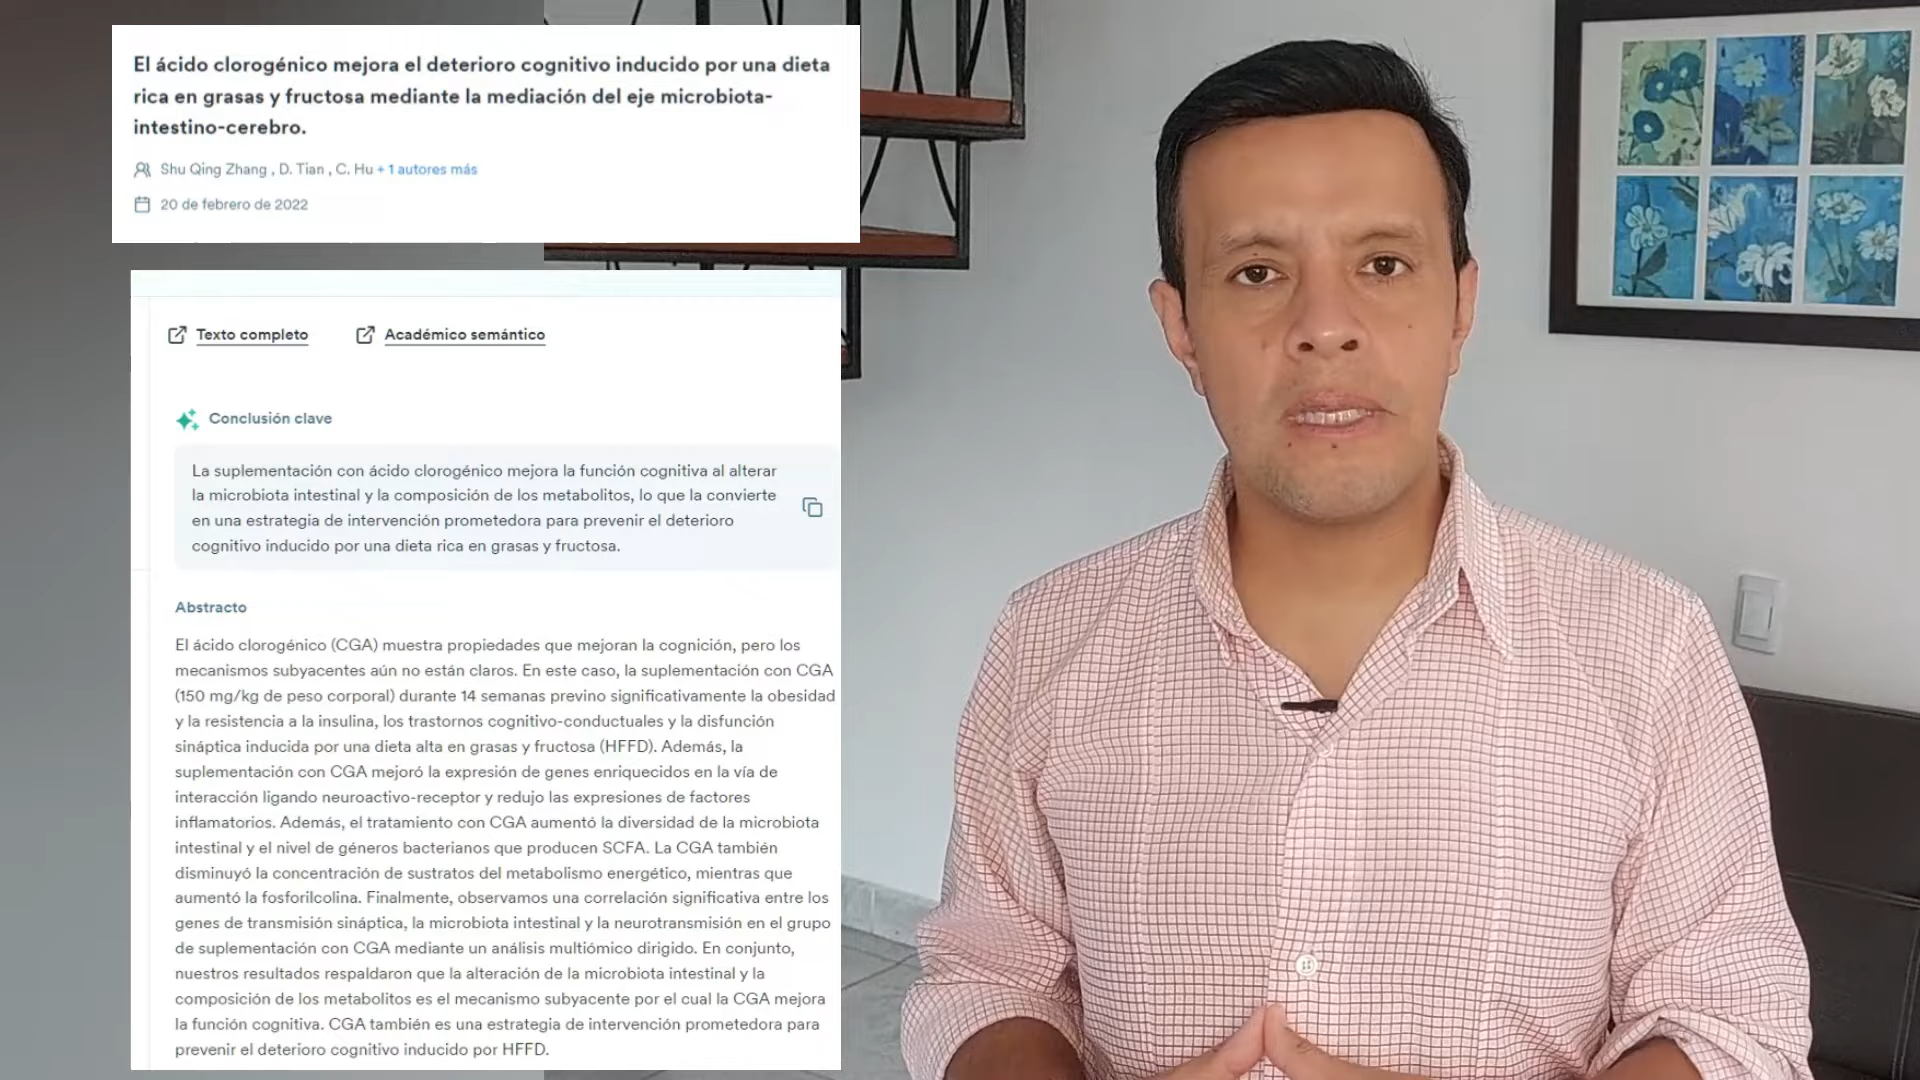 El ácido clorogénico mejora el deterioro cognitivo inducido por una dieta
rica en grasas y fructosa mediante la mediación del eje microbiota-
intestino-cerebro.
Shu Qing Zhang , D. Tian , C. Hu + 1 autores más
20 de febrero de 2022
Texto completo
Académico semántico
Conclusión clave
La suplementación con ácido clorogénico mejora la función cognitiva al alterar
la microbiota intestinal y la composición de los metabolitos, lo que la convierte
en una estrategia de intervención prometedora para prevenir el deterioro
cognitivo inducido por una dieta rica en grasas y fructosa.
Abstracto
El ácido clorogénico (CGA) muestra propiedades que mejoran la cognición, pero los
mecanismos subyacentes aún no están claros. En este caso, la suplementación con CGA
(150 mg/kg de peso corporal) durante 14 semanas previno significativamente la obesidad
y la resistencia a la insulina, los trastornos cognitivo-conductuales y la disfunción
sináptica inducida por una dieta alta en grasas y fructosa (HFFD). Además, la
suplementación con CGA mejoró la expresión de genes enriquecidos en la vía de
interacción ligando neuroactivo-receptor y redujo las expresiones de factores
inflamatorios. Además, el tratamiento con CGA aumentó la diversidad de la microbiota
intestinal y el nivel de géneros bacterianos que producen SCFA. La CGA también
disminuyó la concentración de sustratos del metabolismo energético, mientras que
aumentó la fosforilcolina. Finalmente, observamos una correlación significativa entre los
genes de transmisión sináptica, la microbiota intestinal y la neurotransmisión en el grupo
de suplementación con CGA mediante un análisis multiómico dirigido. En conjunto,
nuestros resultados respaldaron que la alteración de la microbiota intestinal y la
composición de los metabolitos es el mecanismo subyacente por el cual la CGA mejora
la función cognitiva. CGA también es una estrategia de intervención prometedora para
prevenir el deterioro cognitivo inducido por HFFD.